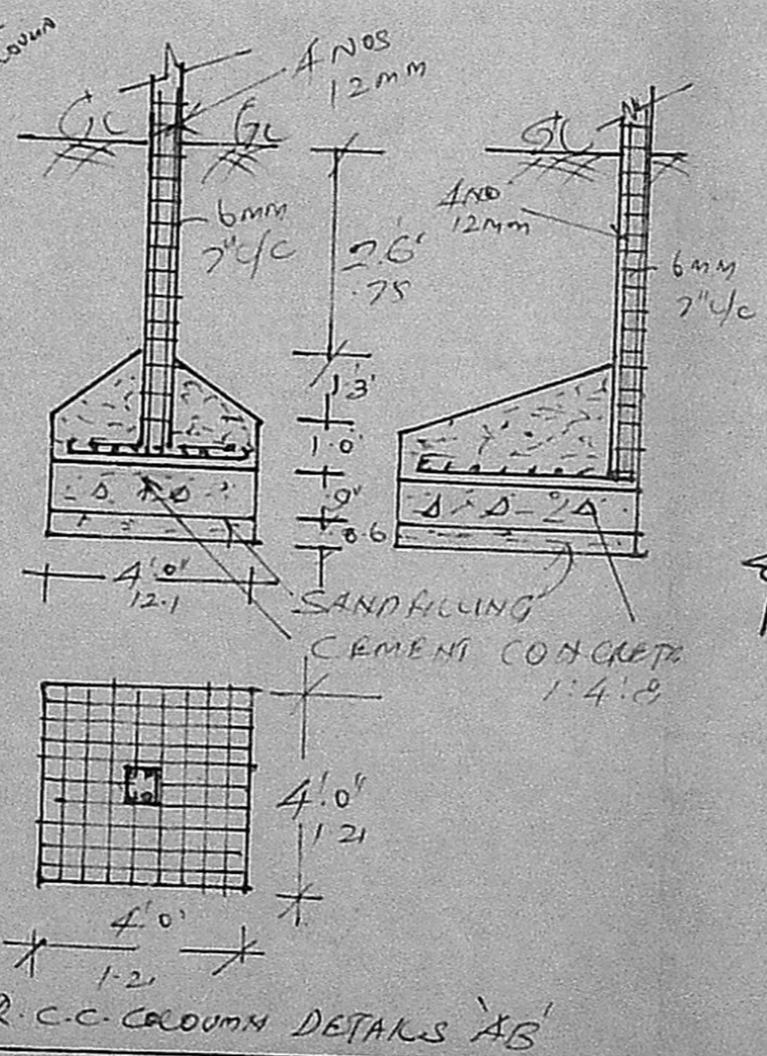 4 NOS
12mm
GL
GL
GL
4 NO
12mm
6mm
7" c/c
6mm
7" c/c
2'.6'
.75
1'3'
1'.0'
9"
0.6
4'.0"
12.1
SANDFILLING
CEMENT CONCRETE
1:4:8
4'.0"
1.21
4'.0'
1.21
R.C.C. COLOUMN DETAILS 'AB'